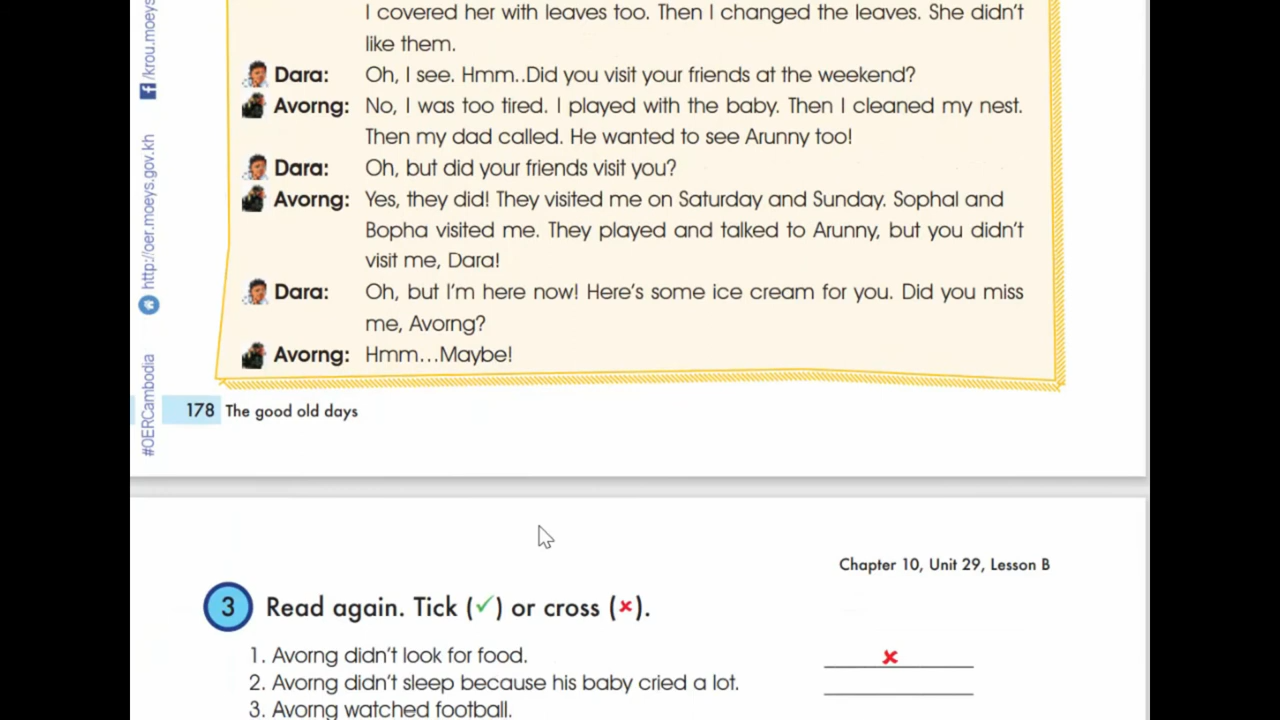 I covered her with leaves too. Then I changed the leaves. She didn't
like them.
Dara: Oh, I see. Hmm..Did you visit your friends at the weekend?
Avorng: No, I was too tired. I played with the baby. Then I cleaned my nest.
Then my dad called. He wanted to see Arunny too!
Dara: Oh, but did your friends visit you?
Avorng: Yes, they did! They visited me on Saturday and Sunday. Sophal and
Bopha visited me. They played and talked to Arunny, but you didn't
visit me, Dara!
Dara: Oh, but I'm here now! Here's some ice cream for you. Did you miss
me, Avorng?
Avorng: Hmm…Maybe!
178 The good old days
#OERCambodia http://oer.moeys.gov.kh /krou.moeys
Chapter 10, Unit 29, Lesson B
3 Read again. Tick (✓) or cross (✘).
1. Avorng didn't look for food. ✘
2. Avorng didn't sleep because his baby cried a lot.
3. Avorng watched football.